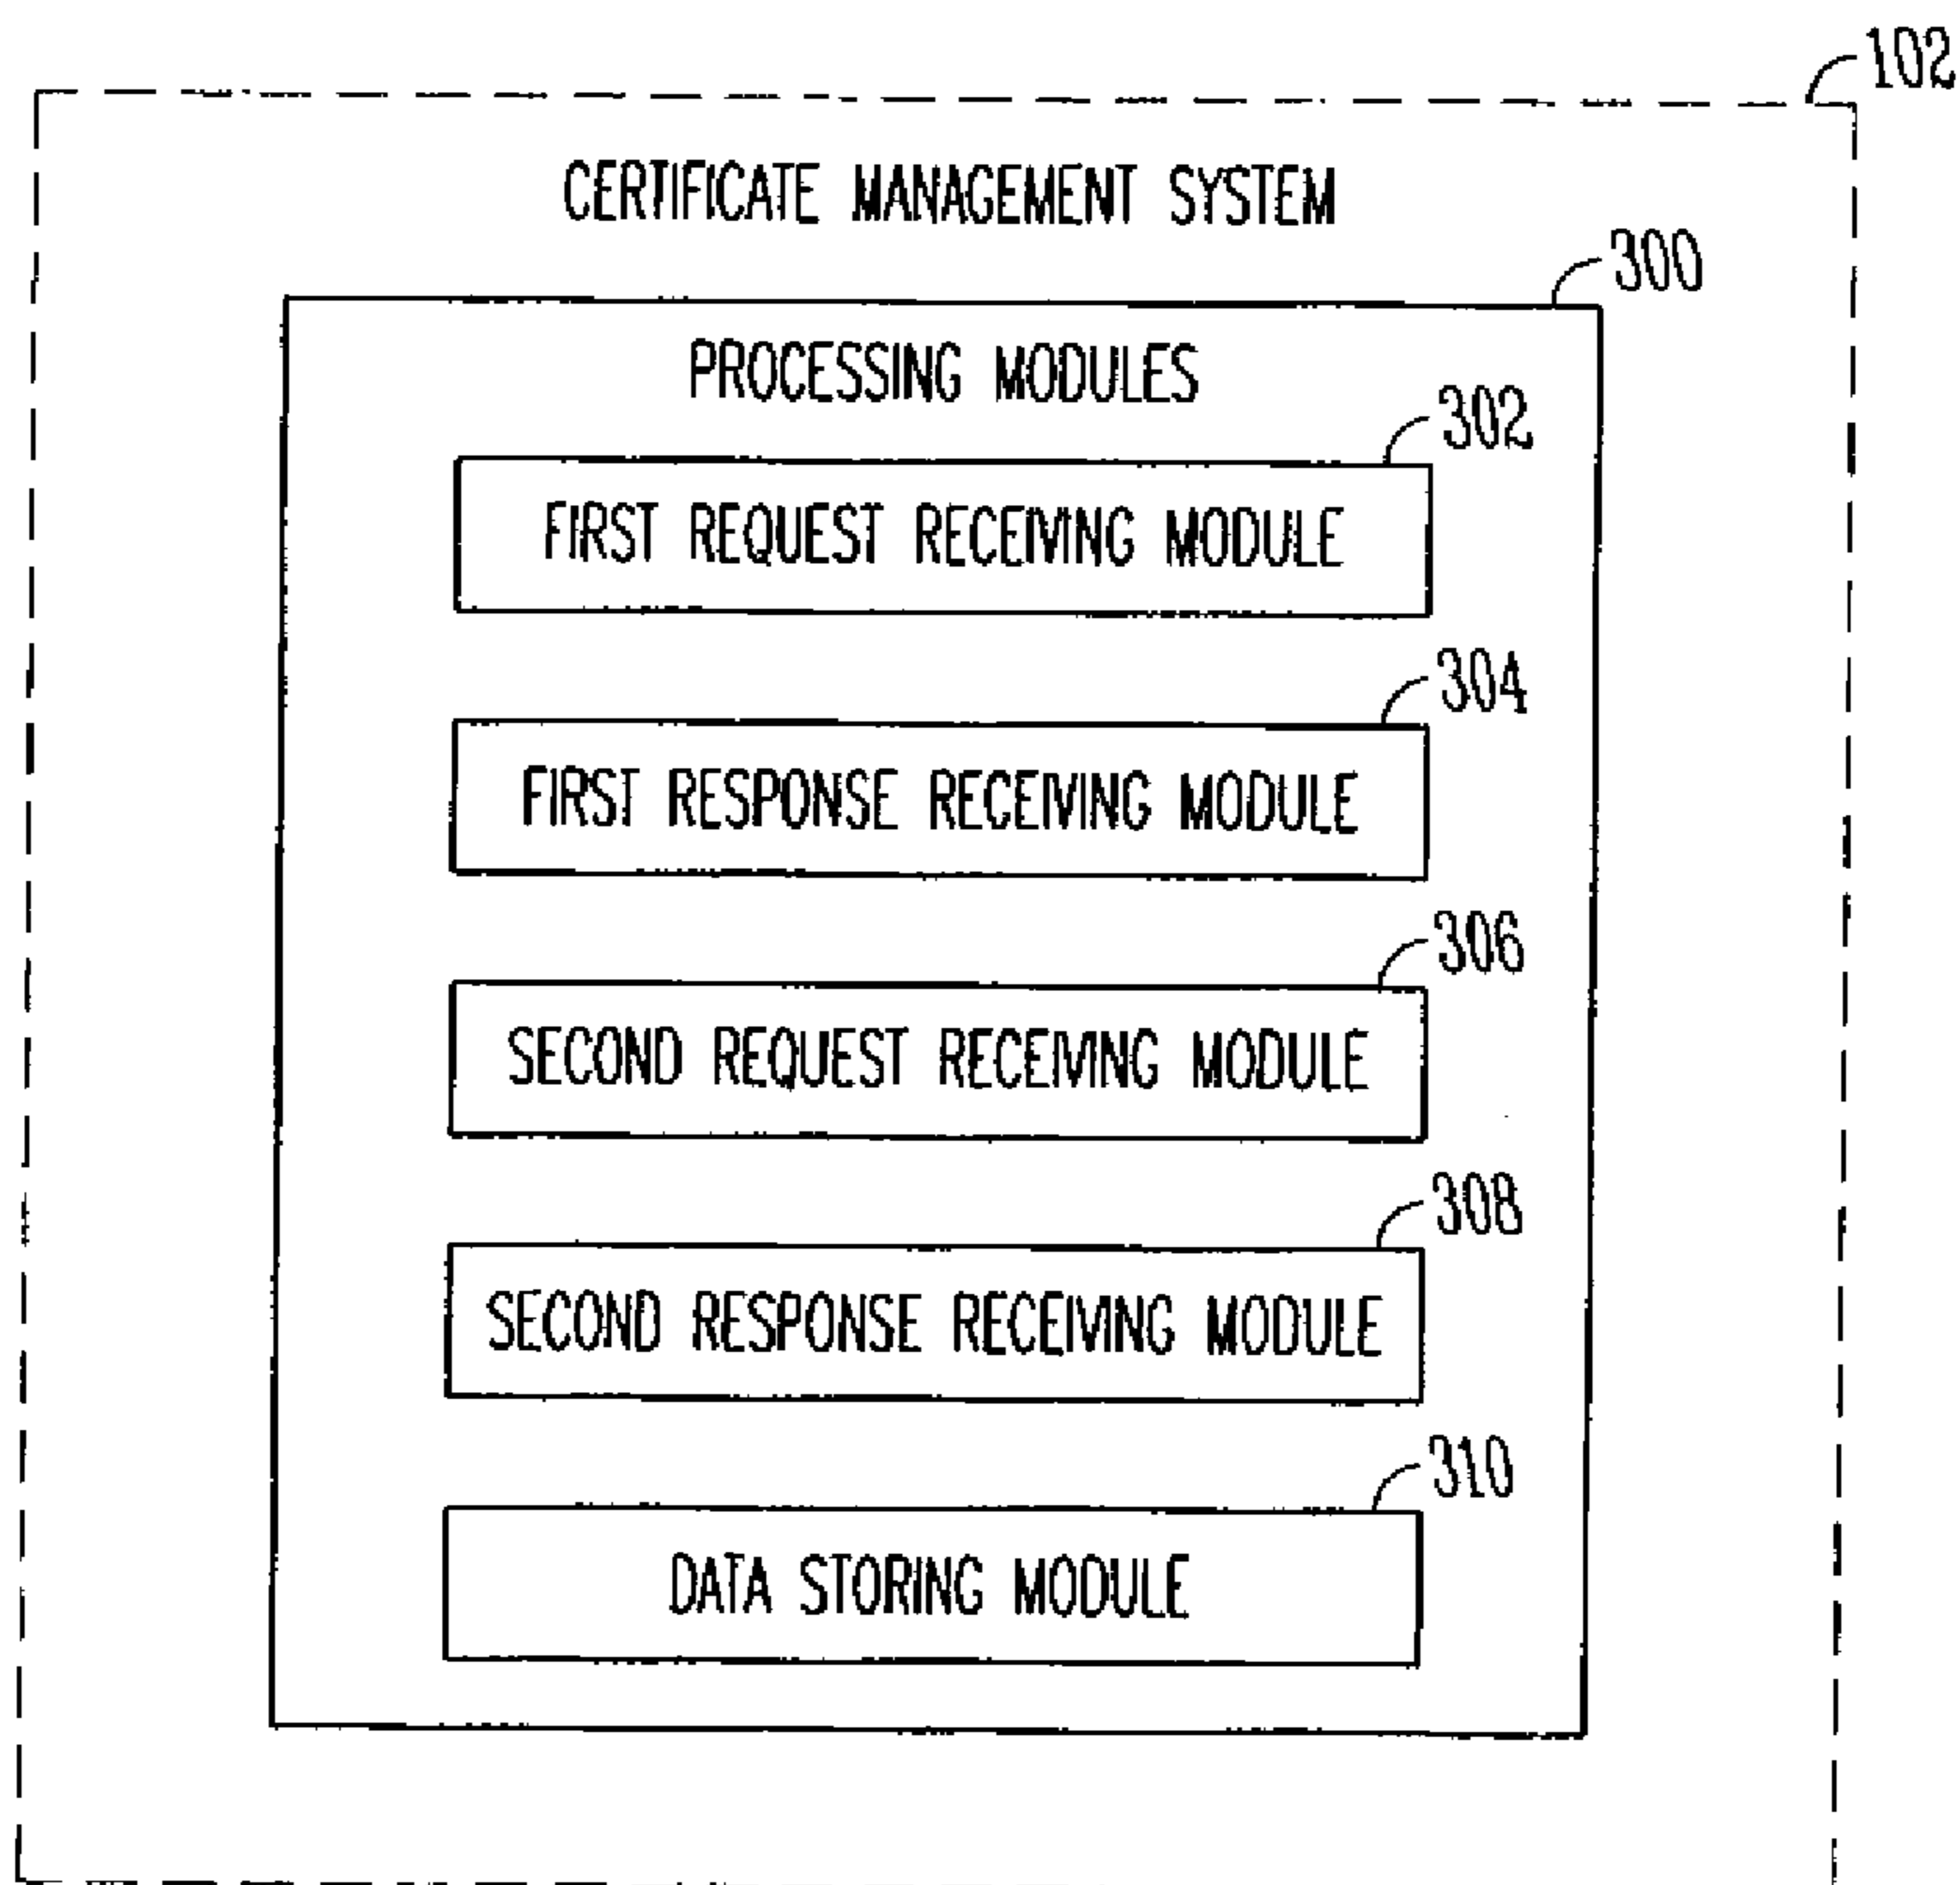 102
CERTIFICATE MANAGEMENT SYSTEM
300
PROCESSING MODULES
302
FIRST REQUEST RECEIVING MODULE
304
FIRST RESPONSE RECEIVING MODULE
306
SECOND REQUEST RECEIVING MODULE
308
SECOND RESPONSE RECEIVING MODULE
310
DATA STORING MODULE